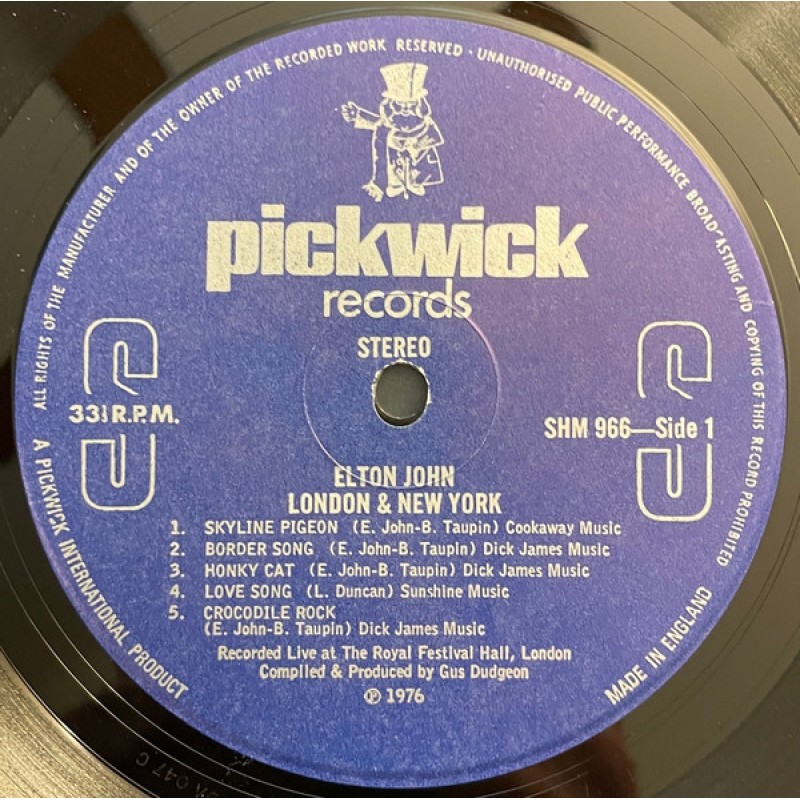 ALL RIGHTS OF THE MANUFACTURER AND OF THE OWNER OF THE RECORDED WORK RESERVED · UNAUTHORISED PUBLIC PERFORMANCE BROADCASTING AND COPYING OF THIS RECORD PROHIBITED
pickwick
records
STEREO
33⅓ R.P.M.
SHM 966—Side 1
ELTON JOHN
LONDON & NEW YORK
1. SKYLINE PIGEON (E. John-B. Taupin) Cookaway Music
2. BORDER SONG (E. John-B. Taupin) Dick James Music
3. HONKY CAT (E. John-B. Taupin) Dick James Music
4. LOVE SONG (L. Duncan) Sunshine Music
5. CROCODILE ROCK
(E. John-B. Taupin) Dick James Music
Recorded Live at The Royal Festival Hall, London
Compiled & Produced by Gus Dudgeon
℗ 1976
A PICKWICK INTERNATIONAL PRODUCT
MADE IN ENGLAND